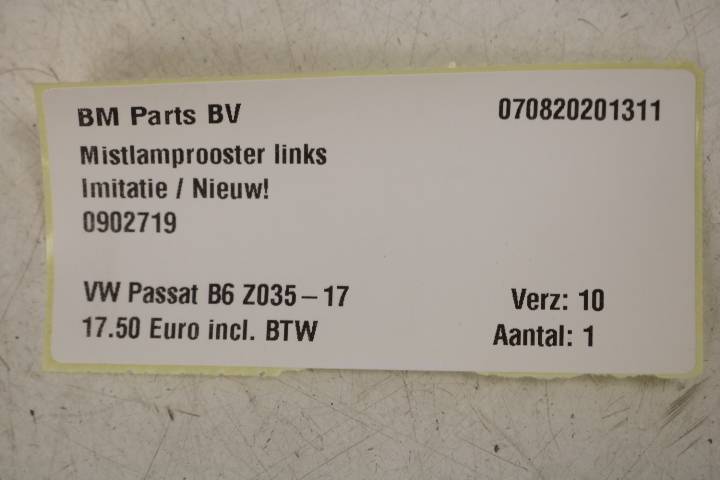 BM Parts BV 070820201311
Mistlamprooster links
Imitatie / Nieuw!
0902719
VW Passat B6 Z035-17 Verz: 10
17.50 Euro incl. BTW Aantal: 1